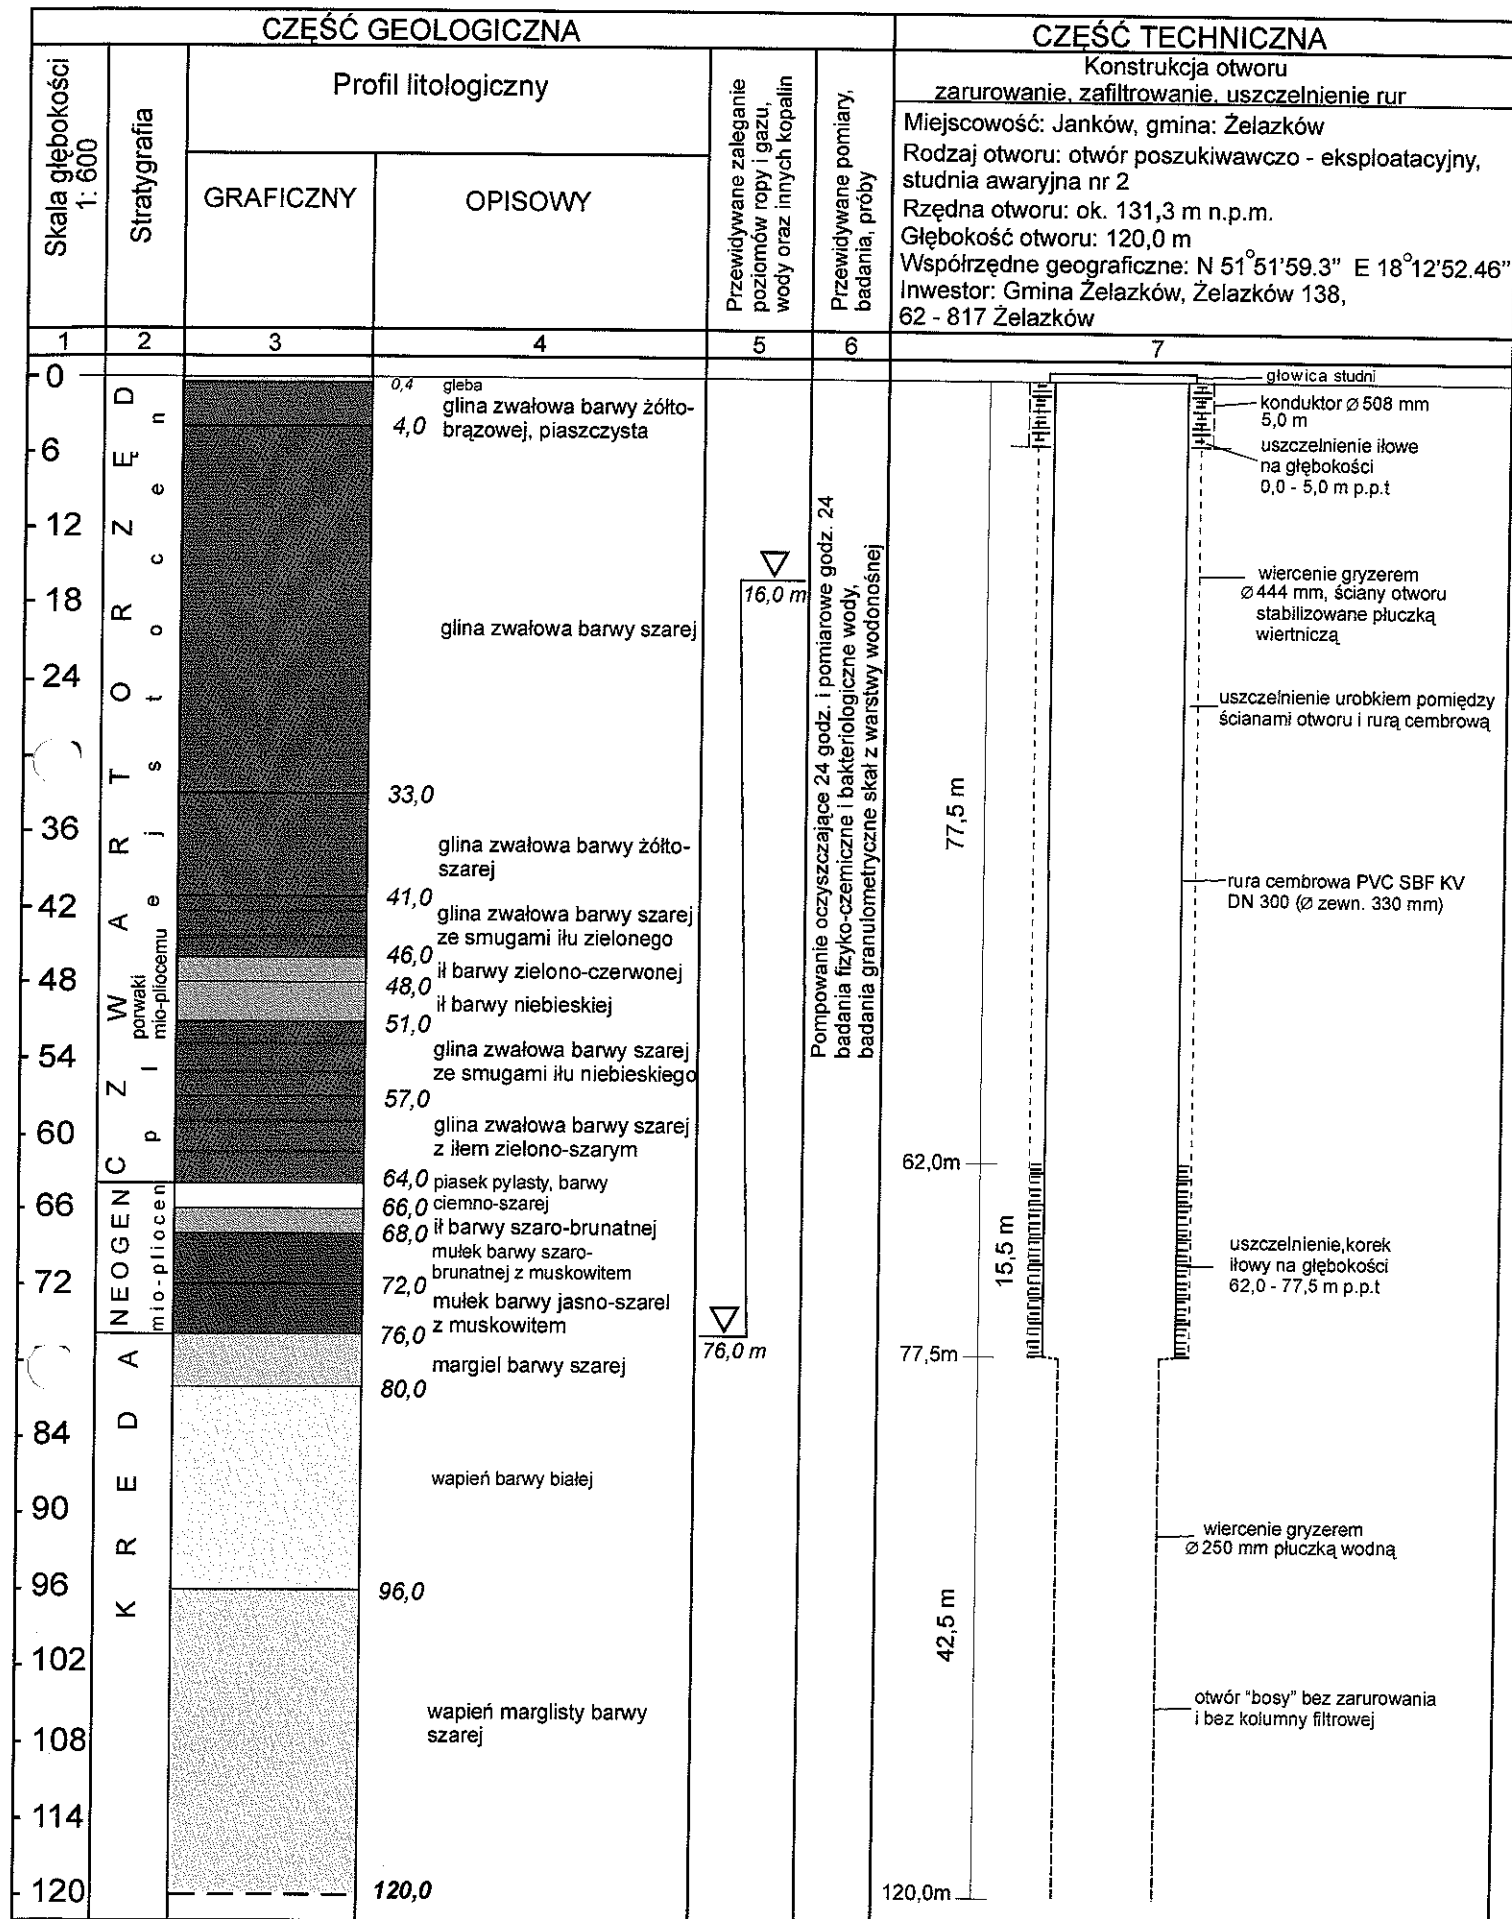 CZĘŚĆ GEOLOGICZNA
CZĘŚĆ TECHNICZNA
Skala głębokości
1: 600
Stratygrafia
Profil litologiczny
GRAFICZNY
OPISOWY
Przewidywane zaleganie
poziomów ropy i gazu,
wody oraz innych kopalin
Przewidywane pomiary,
badania, próby
Konstrukcja otworu
zarurowanie, zafiltrowanie, uszczelnienie rur
Miejscowość: Janków, gmina: Żelazków
Rodzaj otworu: otwór poszukiwawczo - eksploatacyjny,
studnia awaryjna nr 2
Rzędna otworu: ok. 131,3 m n.p.m.
Głębokość otworu: 120,0 m
Współrzędne geograficzne: N 51°51'59.3" E 18°12'52.46"
Inwestor: Gmina Żelazków, Żelazków 138,
62 - 817 Żelazków
1
2
3
4
5
6
7
0
6
12
18
24
36
42
48
54
60
66
72
84
90
96
102
108
114
120
CZWARTORZĘD
plejstocen
porwaki
mio-pliocemu
NEOGEN
mio-pliocen
KREDA
0,4 gleba
glina zwałowa barwy żółto-
4,0 brązowej, piaszczysta
glina zwałowa barwy szarej
33,0
glina zwałowa barwy żółto-
szarej
41,0
glina zwałowa barwy szarej
ze smugami iłu zielonego
46,0
ił barwy zielono-czerwonej
48,0
ił barwy niebieskiej
51,0
glina zwałowa barwy szarej
ze smugami iłu niebieskiego
57,0
glina zwałowa barwy szarej
z iłem zielono-szarym
64,0 piasek pylasty, barwy
66,0 ciemno-szarej
68,0 ił barwy szaro-brunatnej
mułek barwy szaro-
brunatnej z muskowitem
72,0
mułek barwy jasno-szarel
z muskowitem
76,0
margiel barwy szarej
80,0
wapień barwy białej
96,0
wapień marglisty barwy
szarej
120,0
16,0 m
76,0 m
Pompowanie oczyszczające 24 godz. i pomiarowe godz. 24
badania fizyko-czemiczne i bakteriologiczne wody,
badania granulometryczne skał z warstwy wodonośnej
głowica studni
konduktor Ø 508 mm
5,0 m
uszczelnienie iłowe
na głębokości
0,0 - 5,0 m p.p.t
wiercenie gryzerem
Ø 444 mm, ściany otworu
stabilizowane płuczką
wiertniczą
uszczelnienie urobkiem pomiędzy
ścianami otworu i rurą cembrową
77,5 m
rura cembrowa PVC SBF KV
DN 300 (Ø zewn. 330 mm)
62,0m
15,5 m
uszczelnienie,korek
iłowy na głębokości
62,0 - 77,5 m p.p.t
77,5m
wiercenie gryzerem
Ø 250 mm płuczką wodną
42,5 m
otwór "bosy" bez zarurowania
i bez kolumny filtrowej
120,0m